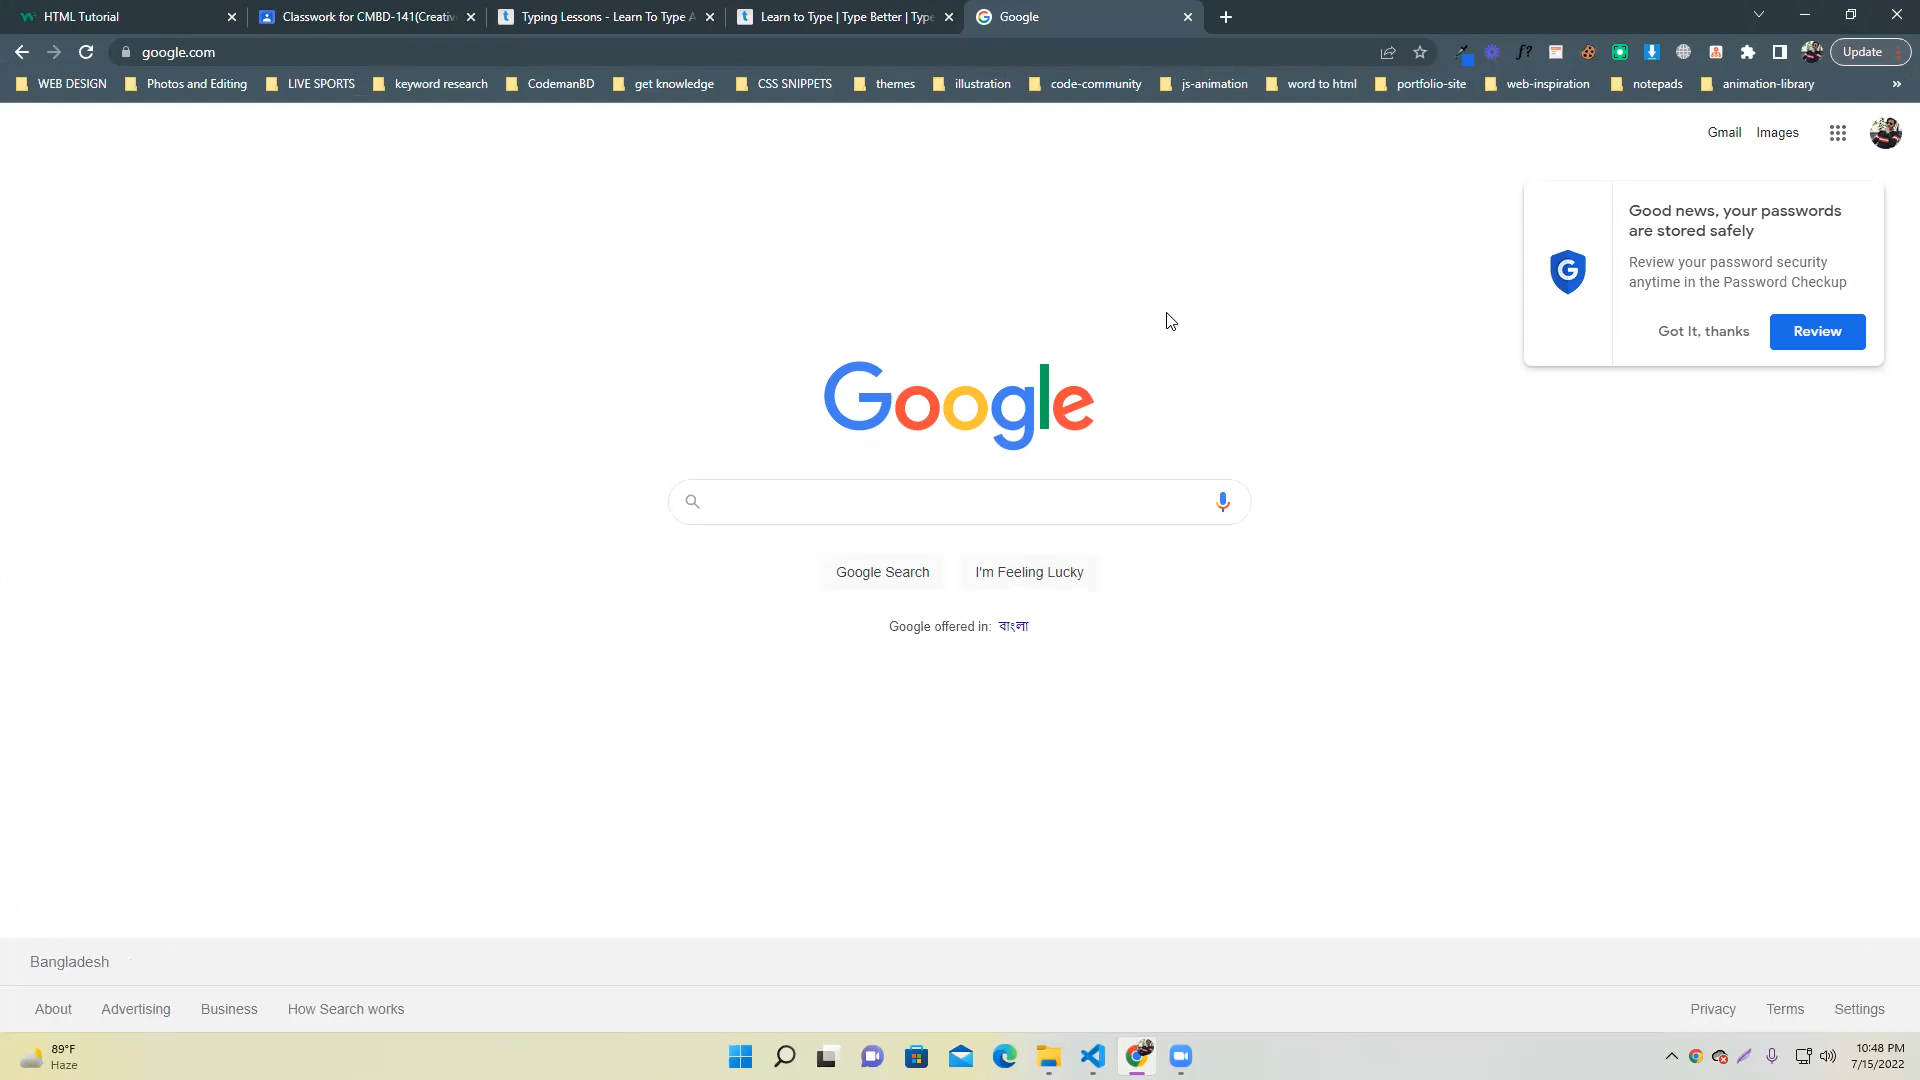 HTML Tutorial
Classwork for CMBD-141(Creativ
Typing Lessons - Learn To Type A
Learn to Type | Type Better | Type
Google
google.com
Update
WEB DESIGN
Photos and Editing
LIVE SPORTS
keyword research
CodemanBD
get knowledge
CSS SNIPPETS
themes
illustration
code-community
js-animation
word to html
portfolio-site
web-inspiration
notepads
animation-library
»
Gmail
Images
Good news, your passwords
are stored safely
Review your password security
anytime in the Password Checkup
Got It, thanks
Review
Google
Google Search
I'm Feeling Lucky
Google offered in: বাংলা
Bangladesh
About
Advertising
Business
How Search works
Privacy
Terms
Settings
89°F
Haze
10:48 PM
7/15/2022